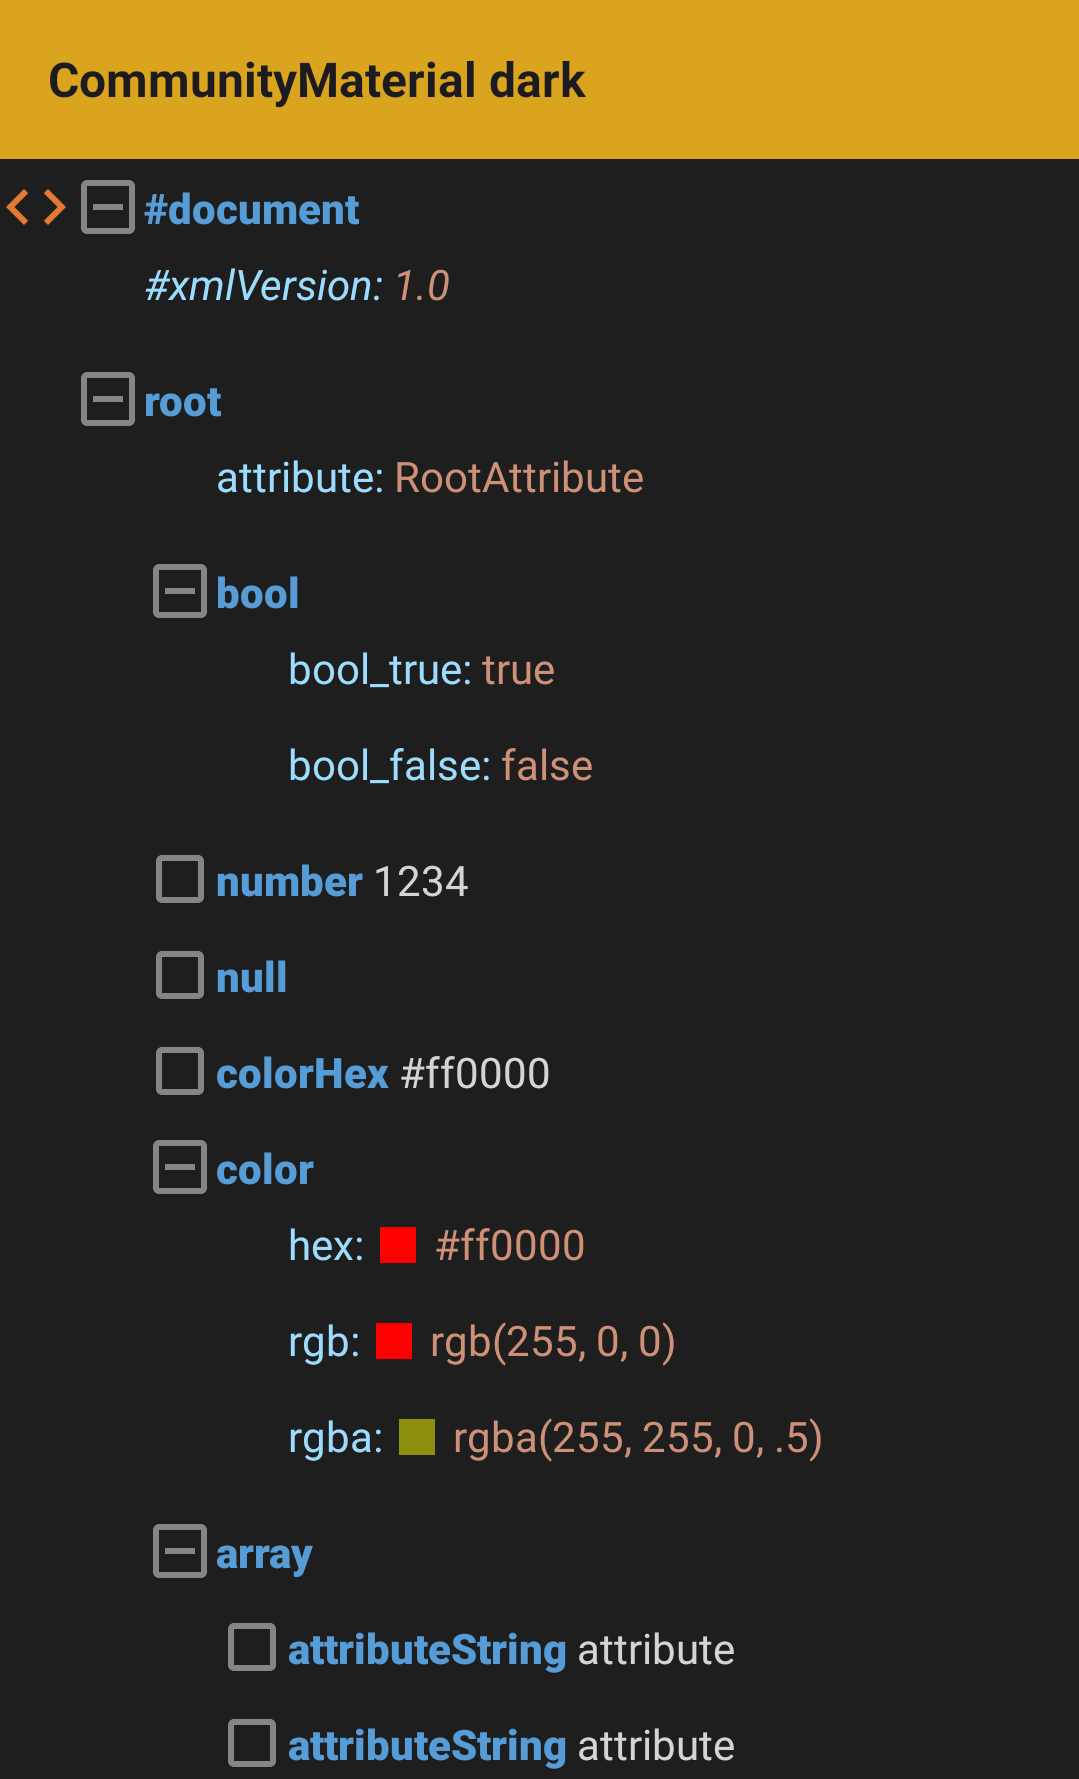 CommunityMaterial dark
#document
#xmlVersion: 1.0
root
attribute: RootAttribute
bool
bool_true: true
bool_false: false
number 1234
null
colorHex #ff0000
color
hex: #ff0000
rgb: rgb(255, 0, 0)
rgba: rgba(255, 255, 0, .5)
array
attributeString attribute
attributeString attribute